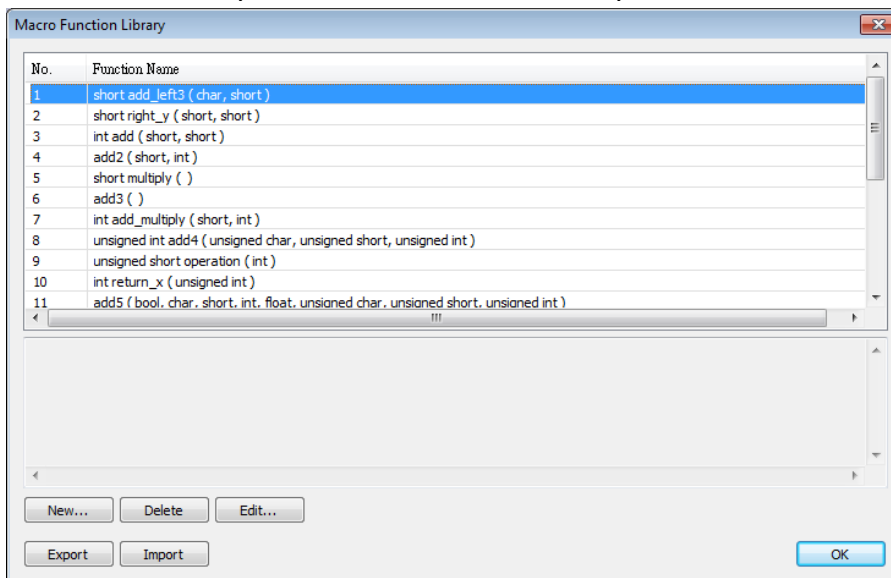 Macro Function Library
No. Function Name
1 short add_left3 ( char, short )
2 short right_y ( short, short )
3 int add ( short, short )
4 add2 ( short, int )
5 short multiply ( )
6 add3 ( )
7 int add_multiply ( short, int )
8 unsigned int add4 ( unsigned char, unsigned short, unsigned int )
9 unsigned short operation ( int )
10 int return_x ( unsigned int )
11 add5 ( bool, char, short, int, float, unsigned char, unsigned short, unsigned int )
New... Delete Edit...
Export Import OK